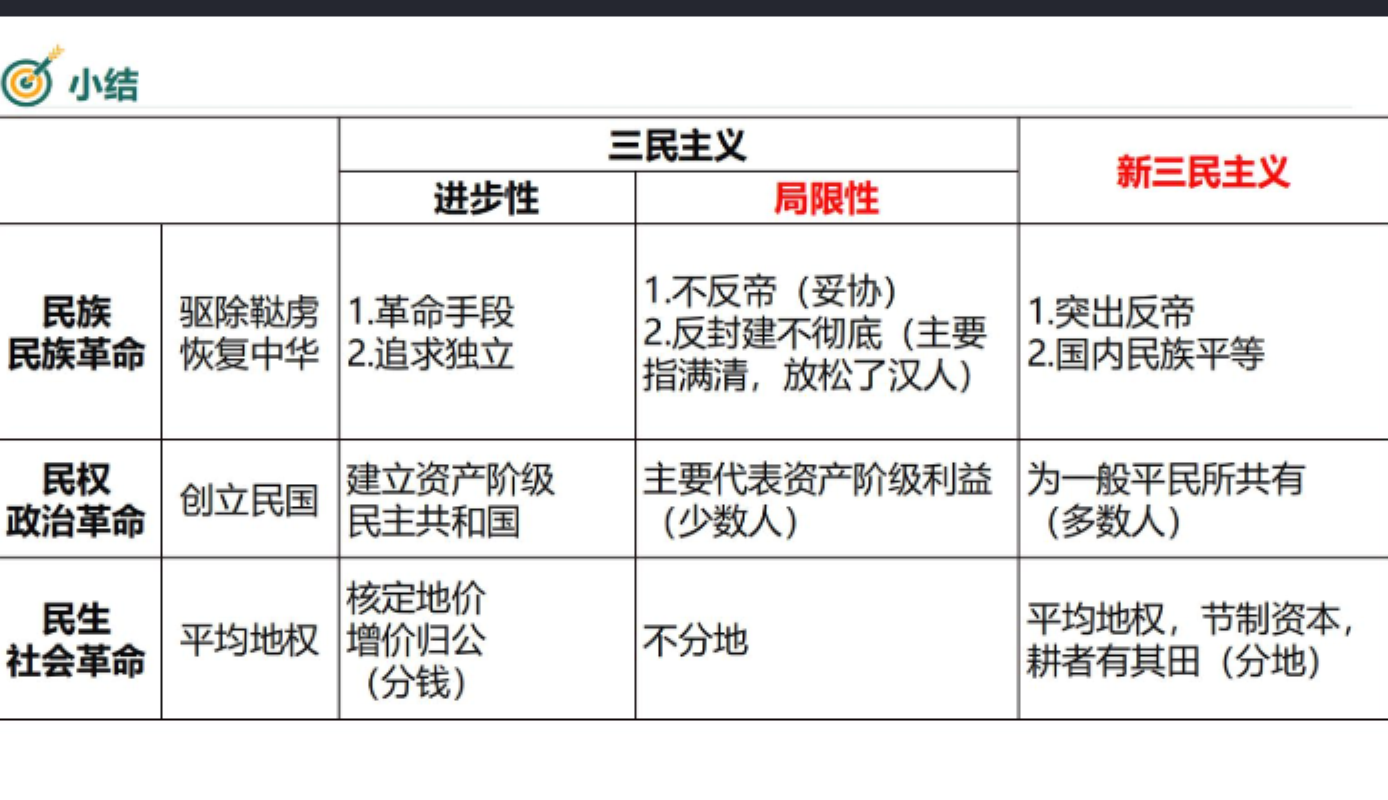 小结
三民主义
新三民主义
进步性
局限性
民族
民族革命
驱除鞑虏
恢复中华
1.革命手段
2.追求独立
1.不反帝（妥协）
2.反封建不彻底（主要
指满清，放松了汉人）
1.突出反帝
2.国内民族平等
民权
政治革命
创立民国
建立资产阶级
民主共和国
主要代表资产阶级利益
（少数人）
为一般平民所共有
（多数人）
民生
社会革命
平均地权
核定地价
增价归公
（分钱）
不分地
平均地权，节制资本，
耕者有其田（分地）